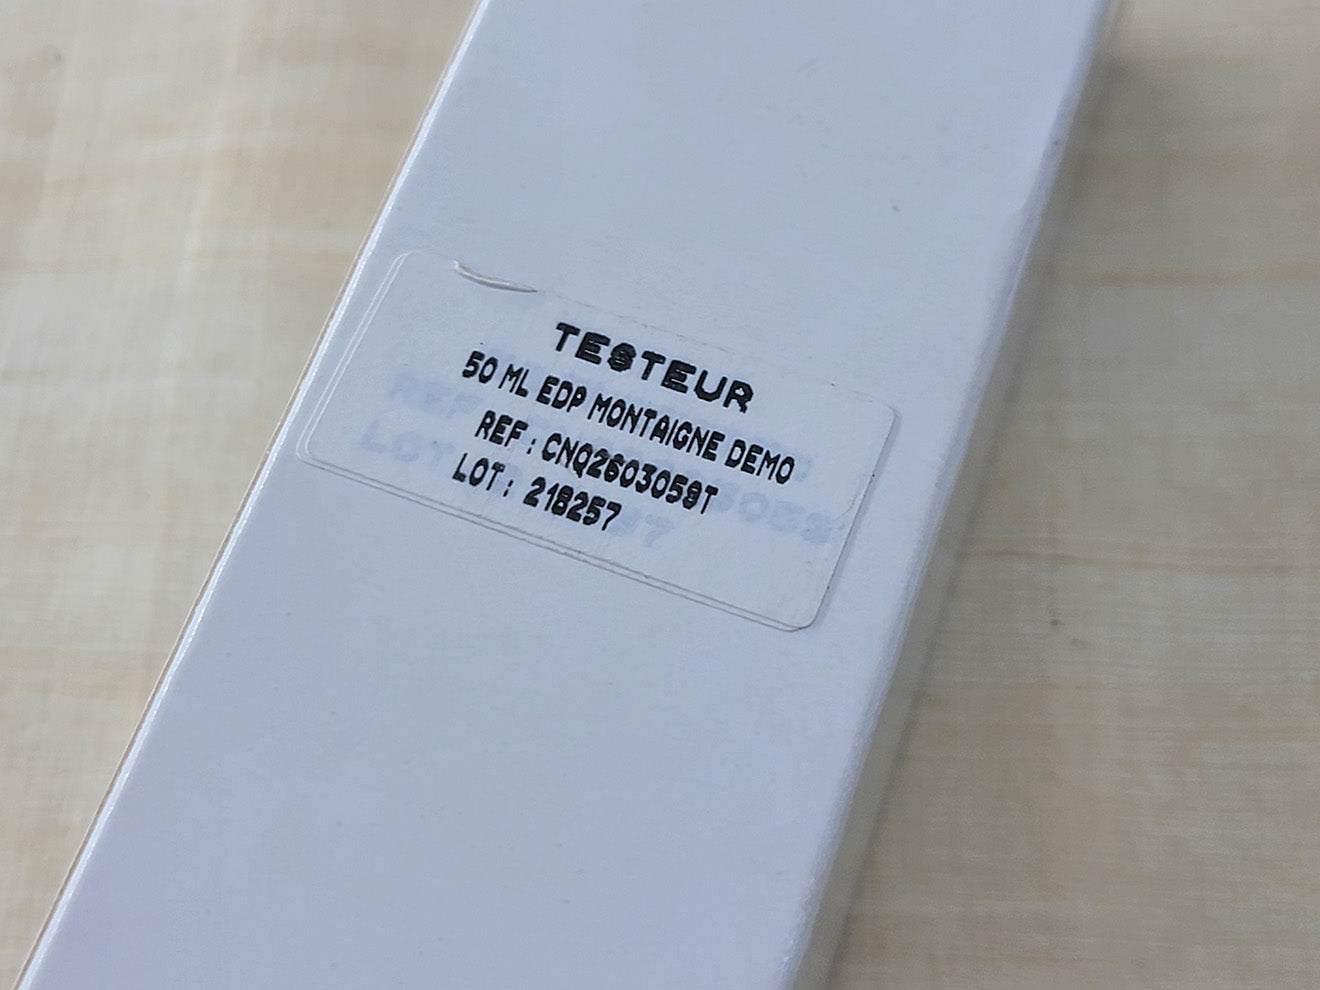 TESTEUR
50 ML EDP MONTAIGNE DEMO
REF : CNQ2603059T
LOT : 218257